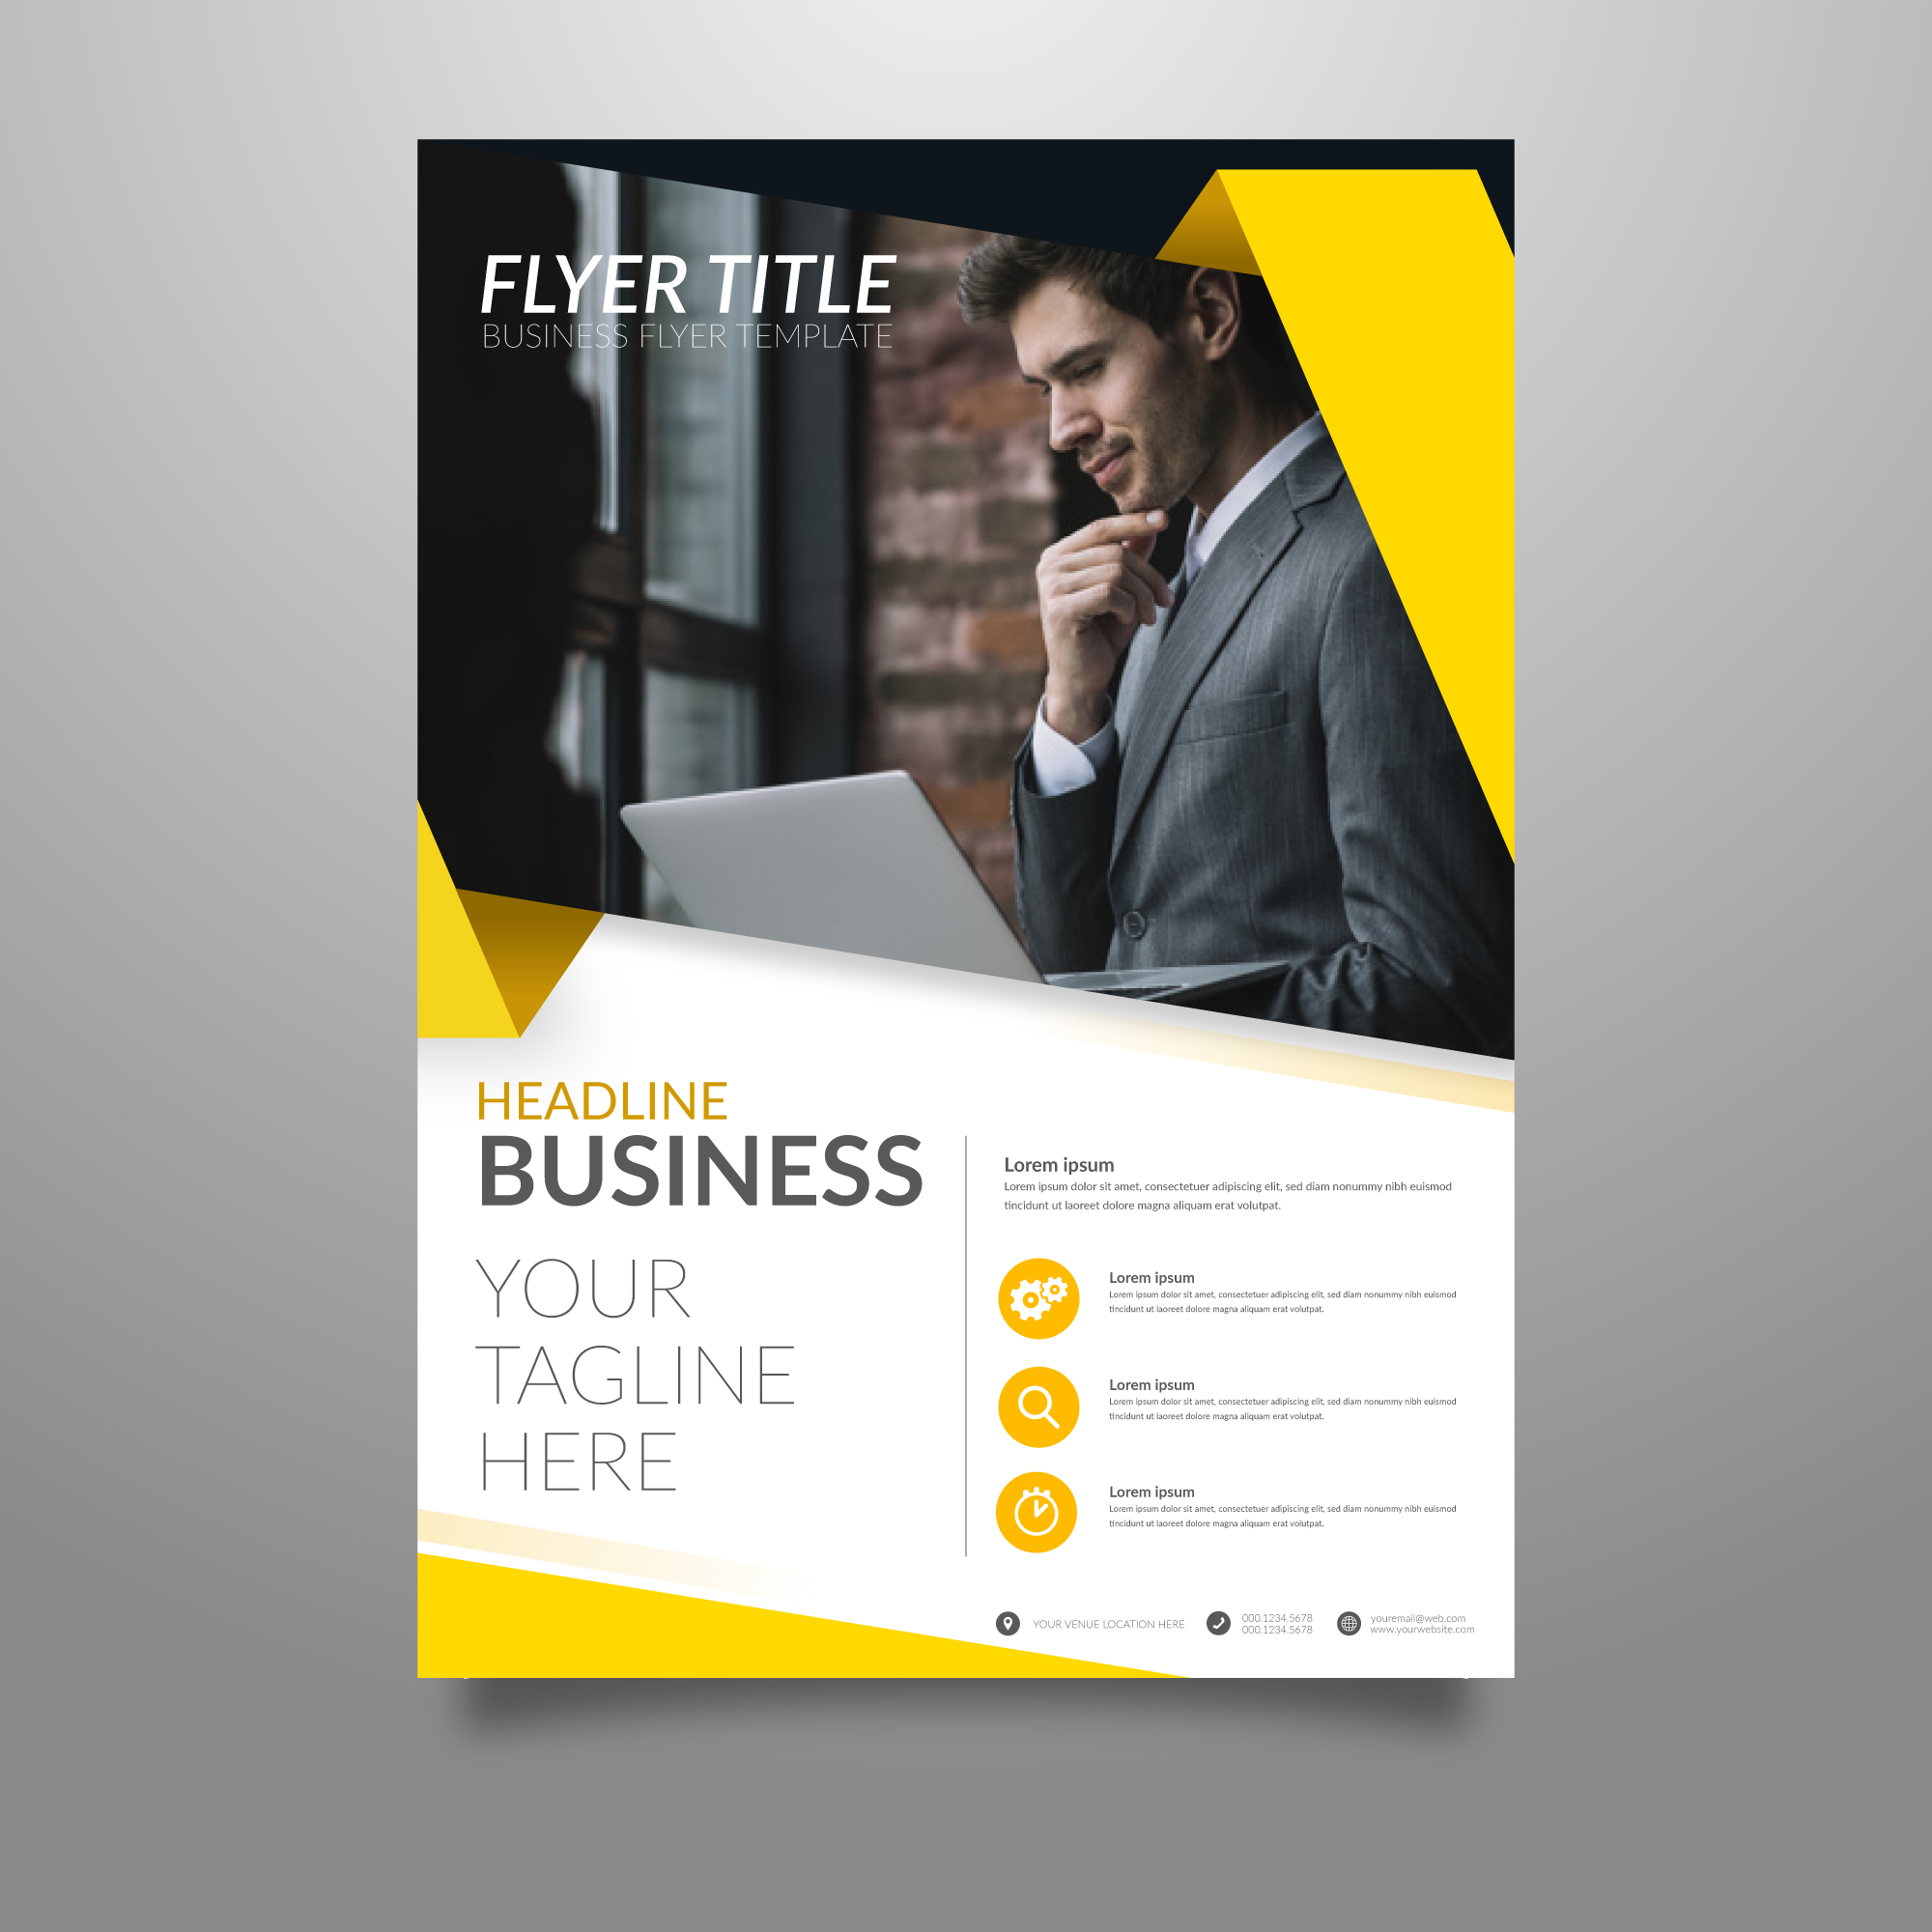 FLYER TITLE
BUSINESS FLYER TEMPLATE
HEADLINE
BUSINESS
YOUR
TAGLINE
HERE
Lorem ipsum
Lorem ipsum dolor sit amet, consectetuer adipiscing elit, sed diam nonummy nibh euismod
tincidunt ut laoreet dolore magna aliquam erat volutpat.
Lorem ipsum
Lorem ipsum dolor sit amet, consectetuer adipiscing elit, sed diam nonummy nibh euismod
tincidunt ut laoreet dolore magna aliquam erat volutpat.
Lorem ipsum
Lorem ipsum dolor sit amet, consectetuer adipiscing elit, sed diam nonummy nibh euismod
tincidunt ut laoreet dolore magna aliquam erat volutpat.
Lorem ipsum
Lorem ipsum dolor sit amet, consectetuer adipiscing elit, sed diam nonummy nibh euismod
tincidunt ut laoreet dolore magna aliquam erat volutpat.
YOUR VENUE LOCATION HERE
000.1234.5678
000.1234.5678
youremail@web.com
www.yourwebsite.com